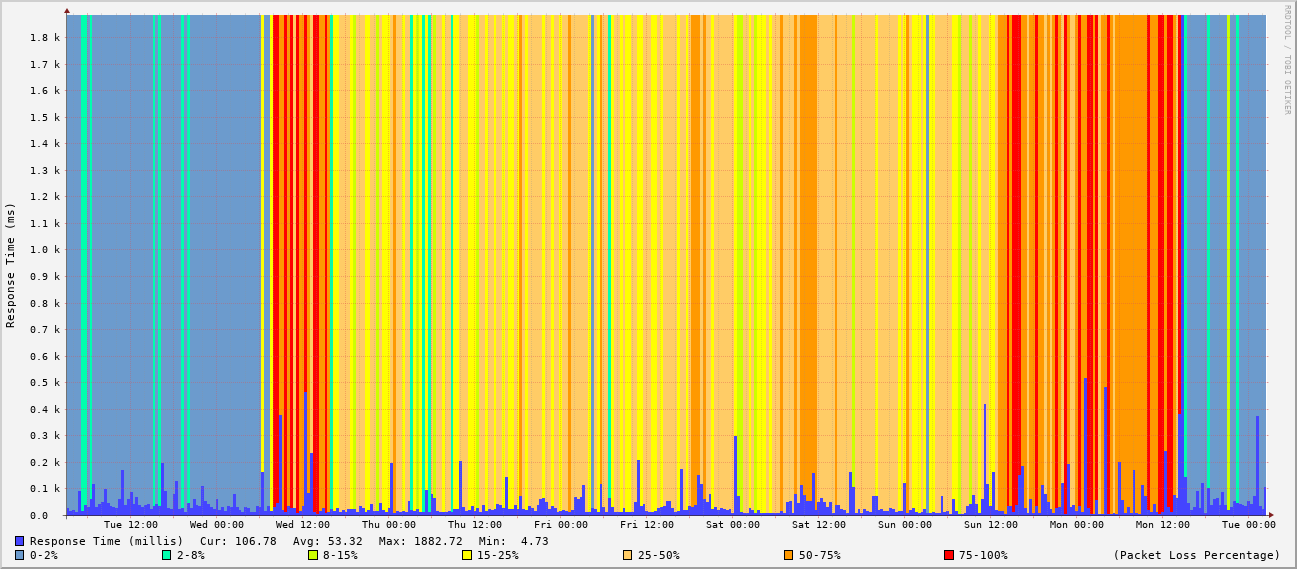 RRDTOOL / TOBI OETIKER
Response Time (ms)
1.8 k
1.7 k
1.6 k
1.5 k
1.4 k
1.3 k
1.2 k
1.1 k
1.0 k
0.9 k
0.8 k
0.7 k
0.6 k
0.5 k
0.4 k
0.3 k
0.2 k
0.1 k
0.0
Tue 12:00 Wed 00:00 Wed 12:00 Thu 00:00 Thu 12:00 Fri 00:00 Fri 12:00 Sat 00:00 Sat 12:00 Sun 00:00 Sun 12:00 Mon 00:00 Mon 12:00 Tue 00:00
Response Time (millis) Cur: 106.78 Avg: 53.32 Max: 1882.72 Min: 4.73
0-2% 2-8% 8-15% 15-25% 25-50% 50-75% 75-100% (Packet Loss Percentage)